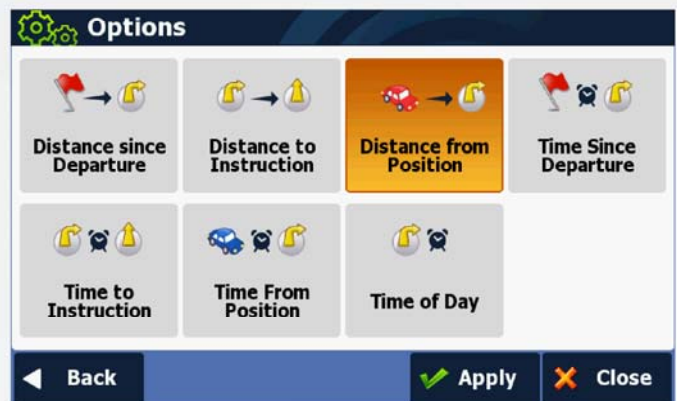 Options
Distance since
Departure
Distance to
Instruction
Distance from
Position
Time Since
Departure
Time to
Instruction
Time From
Position
Time of Day
Back
Apply
Close